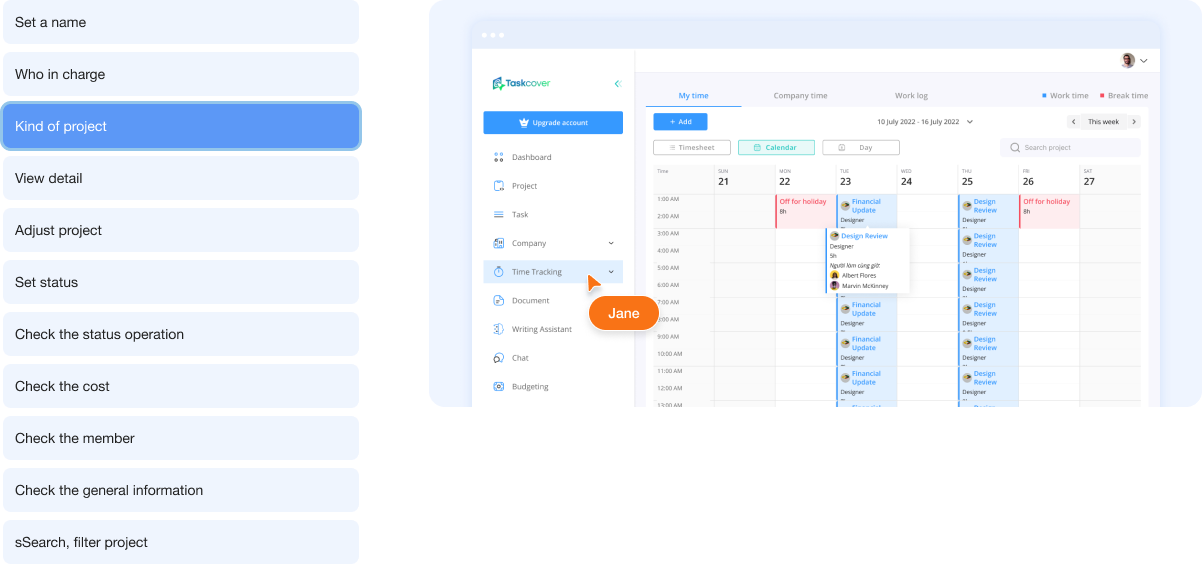 Set a name
Who in charge
Kind of project
View detail
Adjust project
Set status
Check the status operation
Check the cost
Check the member
Check the general information
sSearch, filter project
Taskcover
Upgrade account
Dashboard
Project
Task
Company
Time Tracking
Document
Writing Assistant
Chat
Budgeting
Jane
My time
Company time
Work log
Work time
Break time
+ Add
10 July 2022 - 16 July 2022
This week
Timesheet
Calendar
Day
Search project
Time
SUN
21
MON
22
TUE
23
WED
24
THU
25
FRI
26
SAT
27
1:00 AM
2:00 AM
3:00 AM
4:00 AM
5:00 AM
6:00 AM
7:00 AM
8:00 AM
9:00 AM
10:00 AM
11:00 AM
12:00 AM
13:00 AM
Off for holiday
8h
Financial
Update
Designer
Design Review
Designer
5h
Người làm cùng giờ:
Albert Flores
Marvin McKinney
Financial
Update
Designer
Financial
Update
Designer
Financial
Update
Designer
Design
Review
Designer
Design
Review
Designer
Design
Review
Designer
Design
Review
Designer
Design
Review
Designer
Design
Review
Designer
Off for holiday
8h